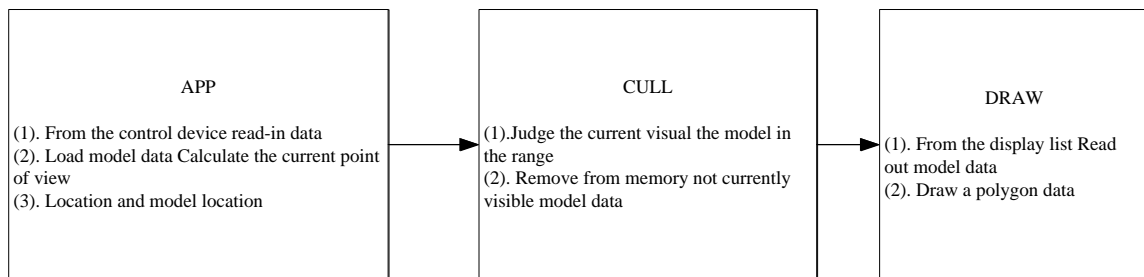 APP
(1). From the control device read-in data
(2). Load model data Calculate the current point
of view
(3). Location and model location
CULL
(1).Judge the current visual the model in
the range
(2). Remove from memory not currently
visible model data
DRAW
(1). From the display list Read
out model data
(2). Draw a polygon data